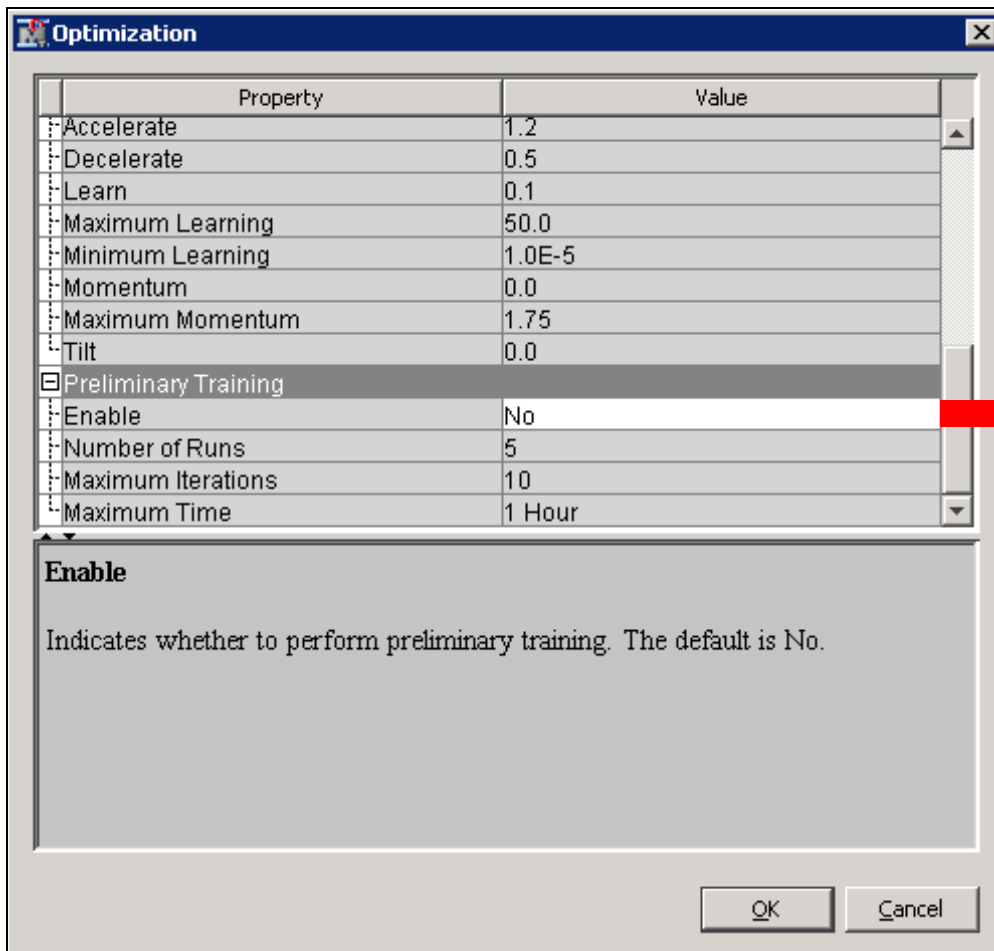 Optimization
Property Value
Accelerate 1.2
Decelerate 0.5
Learn 0.1
Maximum Learning 50.0
Minimum Learning 1.0E-5
Momentum 0.0
Maximum Momentum 1.75
Tilt 0.0
Preliminary Training
Enable No
Number of Runs 5
Maximum Iterations 10
Maximum Time 1 Hour
Enable
Indicates whether to perform preliminary training. The default is No.
OK Cancel